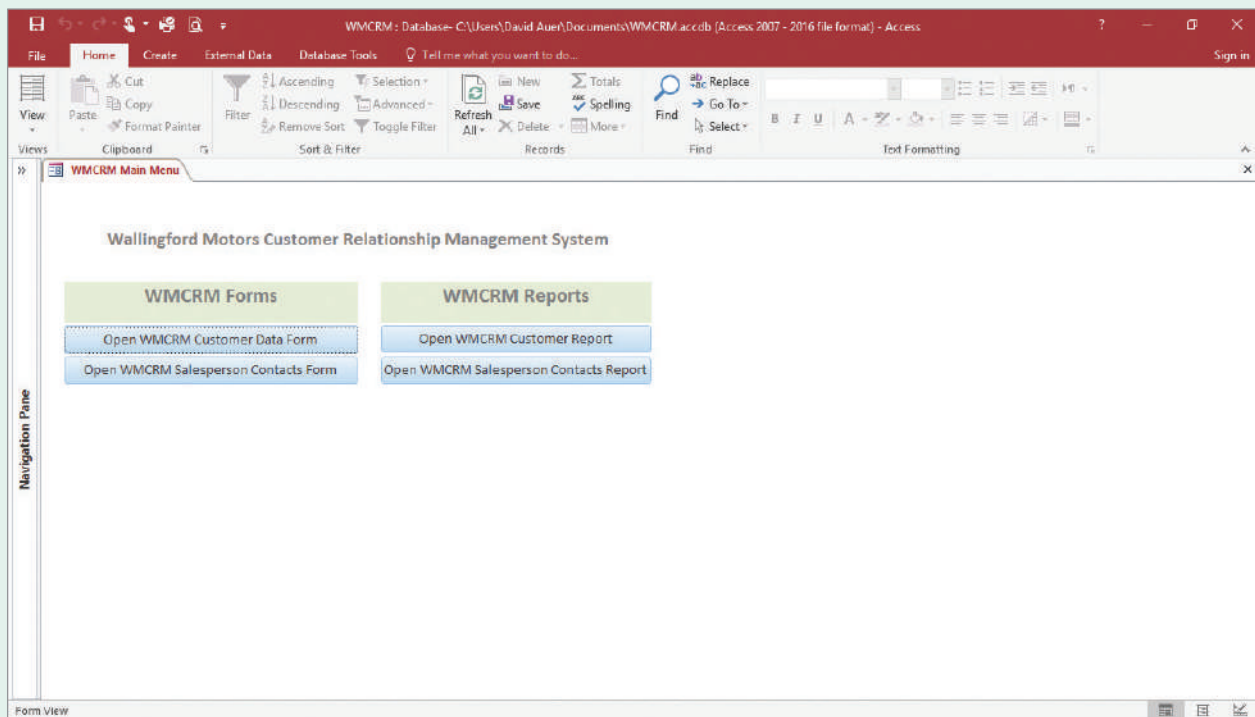 WMCRM : Database- C:\Users\David Auer\Documents\WMCRM.accdb (Access 2007 - 2016 file format) - Access
?
File Home Create External Data Database Tools Tell me what you want to do... Sign in
View
Views
Paste
Cut
Copy
Format Painter
Clipboard
Filter
Ascending
Descending
Remove Sort
Selection
Advanced
Toggle Filter
Sort & Filter
Refresh
All
New
Save
Delete
Totals
Spelling
More
Records
Find
Replace
Go To
Select
Find
B I U A
Text Formatting
WMCRM Main Menu
Navigation Pane
Wallingford Motors Customer Relationship Management System
WMCRM Forms WMCRM Reports
Open WMCRM Customer Data Form Open WMCRM Customer Report
Open WMCRM Salesperson Contacts Form Open WMCRM Salesperson Contacts Report
Form View